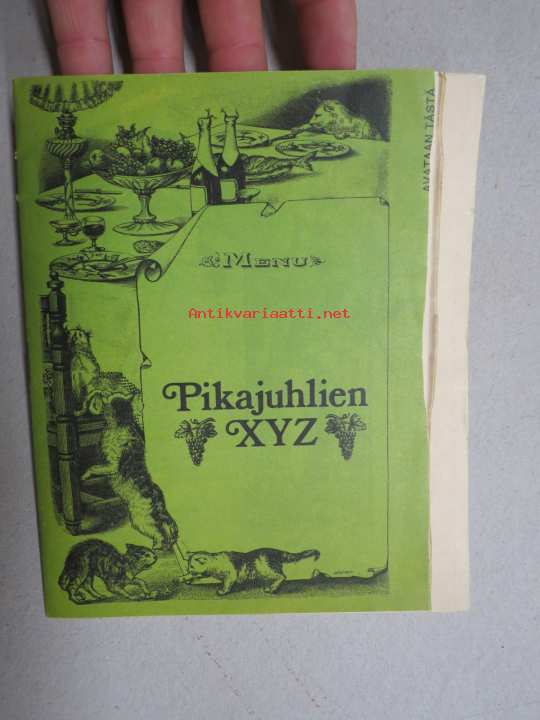 AVATAAN TÄSTÄ
MENU
Antikvariaatti.net
Pikajuhlien
XYZ